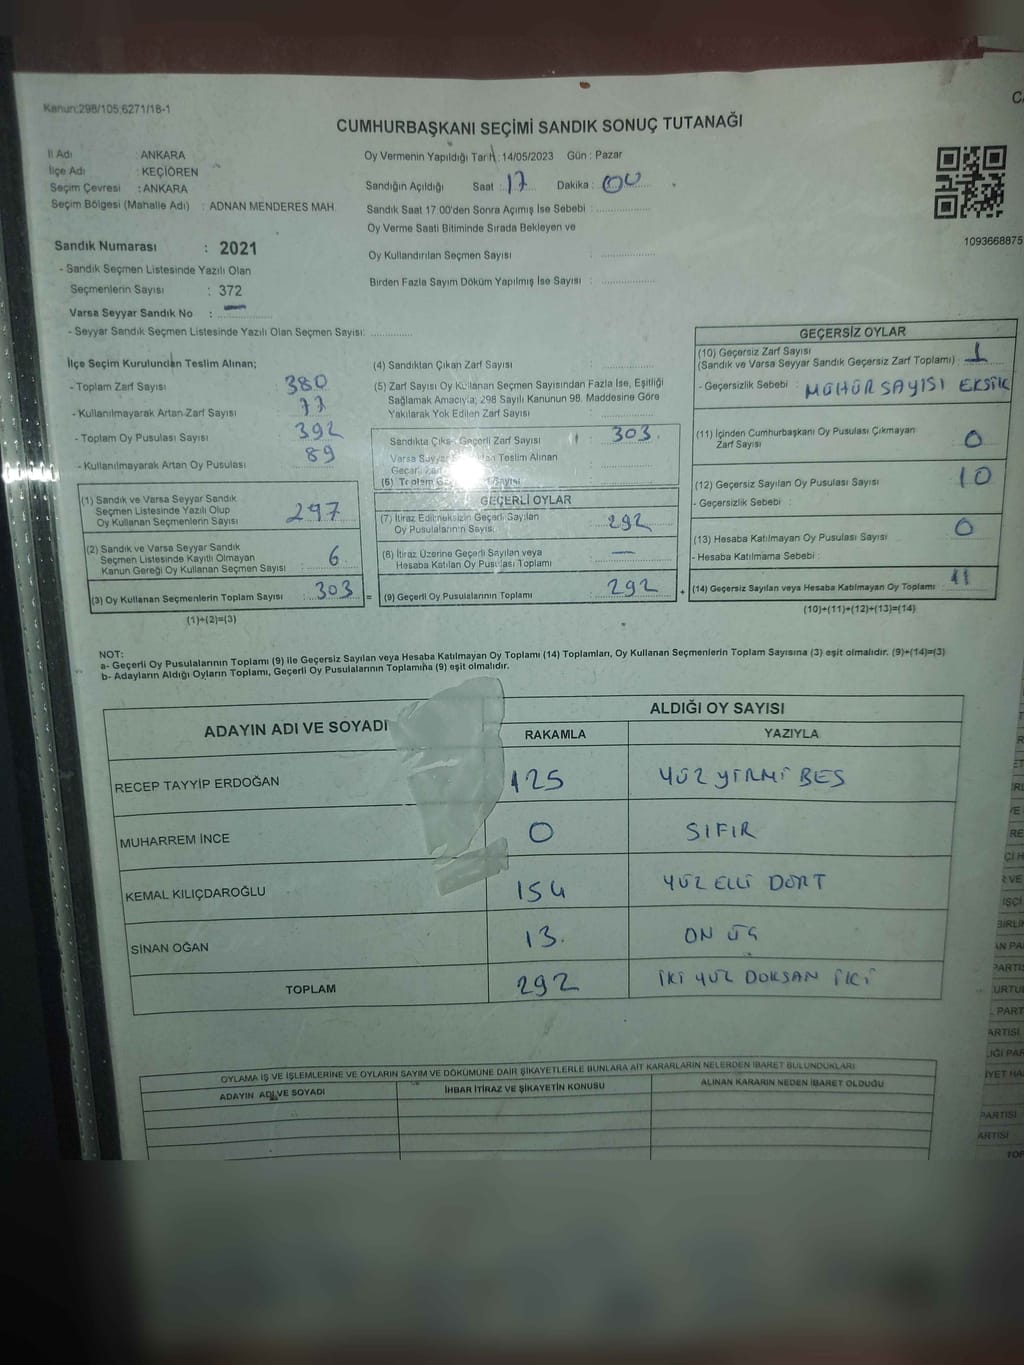 Kanun:298/105,6271/18-1
CUMHURBAŞKANI SEÇİMİ SANDIK SONUÇ TUTANAĞI
İl Adı : ANKARA
İlçe Adı : KEÇİÖREN
Seçim Çevresi : ANKARA
Seçim Bölgesi (Mahalle Adı) : ADNAN MENDERES MAH.
Oy Vermenin Yapıldığı Tarih :14/05/2023 Gün : Pazar
Sandığın Açıldığı Saat : 17 Dakika : 00
Sandık Saat 17.00'den Sonra Açılmış İse Sebebi :
Oy Verme Saati Bitiminde Sırada Bekleyen ve
Oy Kullandırılan Seçmen Sayısı :
Birden Fazla Sayım Döküm Yapılmış İse Sayısı :
1093668875
Sandık Numarası : 2021
- Sandık Seçmen Listesinde Yazılı Olan
Seçmenlerin Sayısı : 372
Varsa Seyyar Sandık No : —
- Seyyar Sandık Seçmen Listesinde Yazılı Olan Seçmen Sayısı:
İlçe Seçim Kurulundan Teslim Alınan;
- Toplam Zarf Sayısı : 380
- Kullanılmayarak Artan Zarf Sayısı : 77
- Toplam Oy Pusulası Sayısı : 392
- Kullanılmayarak Artan Oy Pusulası : 89
(1) Sandık ve Varsa Seyyar Sandık
Seçmen Listesinde Yazılı Olup
Oy Kullanan Seçmenlerin Sayısı : 297
(2) Sandık ve Varsa Seyyar Sandık
Seçmen Listesinde Kayıtlı Olmayan
Kanun Gereği Oy Kullanan Seçmen Sayısı : 6
(3) Oy Kullanan Seçmenlerin Toplam Sayısı : 303 =
(1)+(2)=(3)
(4) Sandıktan Çıkan Zarf Sayısı :
(5) Zarf Sayısı Oy Kullanan Seçmen Sayısından Fazla İse, Eşitliği
Sağlamak Amacıyla; 298 Sayılı Kanunun 98. Maddesine Göre
Yakılarak Yok Edilen Zarf Sayısı :
Sandıkta Çıkan Geçerli Zarf Sayısı : 303
Varsa Seyyar Teslim Alınan
Geçerli
(6) Sayısı
GEÇERLİ OYLAR
(7) İtiraz Edilmeksizin Geçerli Sayılan
Oy Pusulalarının Sayısı : 292
(8) İtiraz Üzerine Geçerli Sayılan veya
Hesaba Katılan Oy Pusulası Toplamı : —
(9) Geçerli Oy Pusulalarının Toplamı : 292 +
GEÇERSİZ OYLAR
(10) Geçersiz Zarf Sayısı
(Sandık ve Varsa Seyyar Sandık Geçersiz Zarf Toplamı) : 1
- Geçersizlik Sebebi : MÜHÜR SAYISI EKSİK
(11) İçinden Cumhurbaşkanı Oy Pusulası Çıkmayan
Zarf Sayısı : 0
(12) Geçersiz Sayılan Oy Pusulası Sayısı : 10
- Geçersizlik Sebebi :
(13) Hesaba Katılmayan Oy Pusulası Sayısı : 0
- Hesaba Katılmama Sebebi :
(14) Geçersiz Sayılan veya Hesaba Katılmayan Oy Toplamı : 11
(10)+(11)+(12)+(13)=(14)
NOT:
a- Geçerli Oy Pusulalarının Toplamı (9) ile Geçersiz Sayılan veya Hesaba Katılmayan Oy Toplamı (14) Toplamları, Oy Kullanan Seçmenlerin Toplam Sayısına (3) eşit olmalıdır. (9)+(14)=(3)
b- Adayların Aldığı Oyların Toplamı, Geçerli Oy Pusulalarının Toplamına (9) eşit olmalıdır.
ADAYIN ADI VE SOYADI
ALDIĞI OY SAYISI
RAKAMLA YAZIYLA
RECEP TAYYİP ERDOĞAN 125 YÜZ YİRMİ BEŞ
MUHARREM İNCE 0 SIFIR
KEMAL KILIÇDAROĞLU 154 YÜZ ELLİ DÖRT
SİNAN OĞAN 13. ON ÜÇ
TOPLAM 292 İKİ YÜZ DOKSAN İKİ
OYLAMA İŞ VE İŞLEMLERİNE VE OYLARIN SAYIM VE DÖKÜMÜNE DAİR ŞİKAYETLERLE BUNLARA AİT KARARLARIN NELERDEN İBARET BULUNDUKLARI
ADAYIN ADI VE SOYADI İHBAR İTİRAZ VE ŞİKAYETİN KONUSU ALINAN KARARIN NEDEN İBARET OLDUĞU